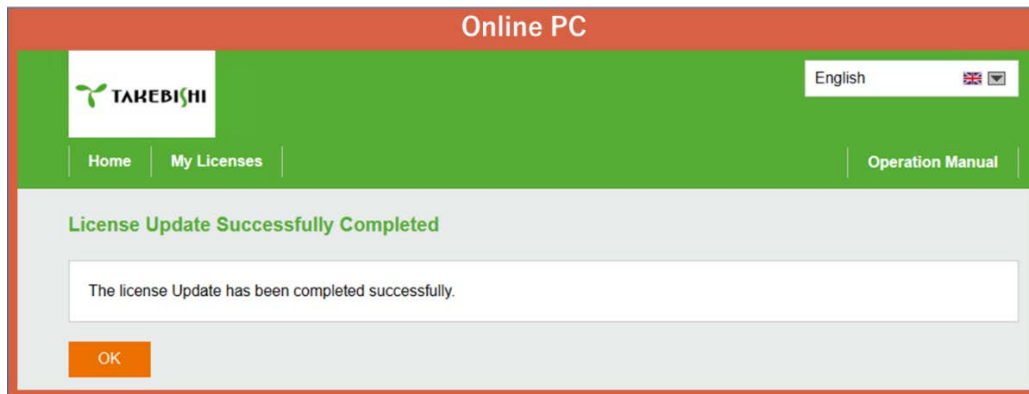 Online PC
TAKEBISHI
English
Home
My Licenses
Operation Manual
License Update Successfully Completed
The license Update has been completed successfully.
OK